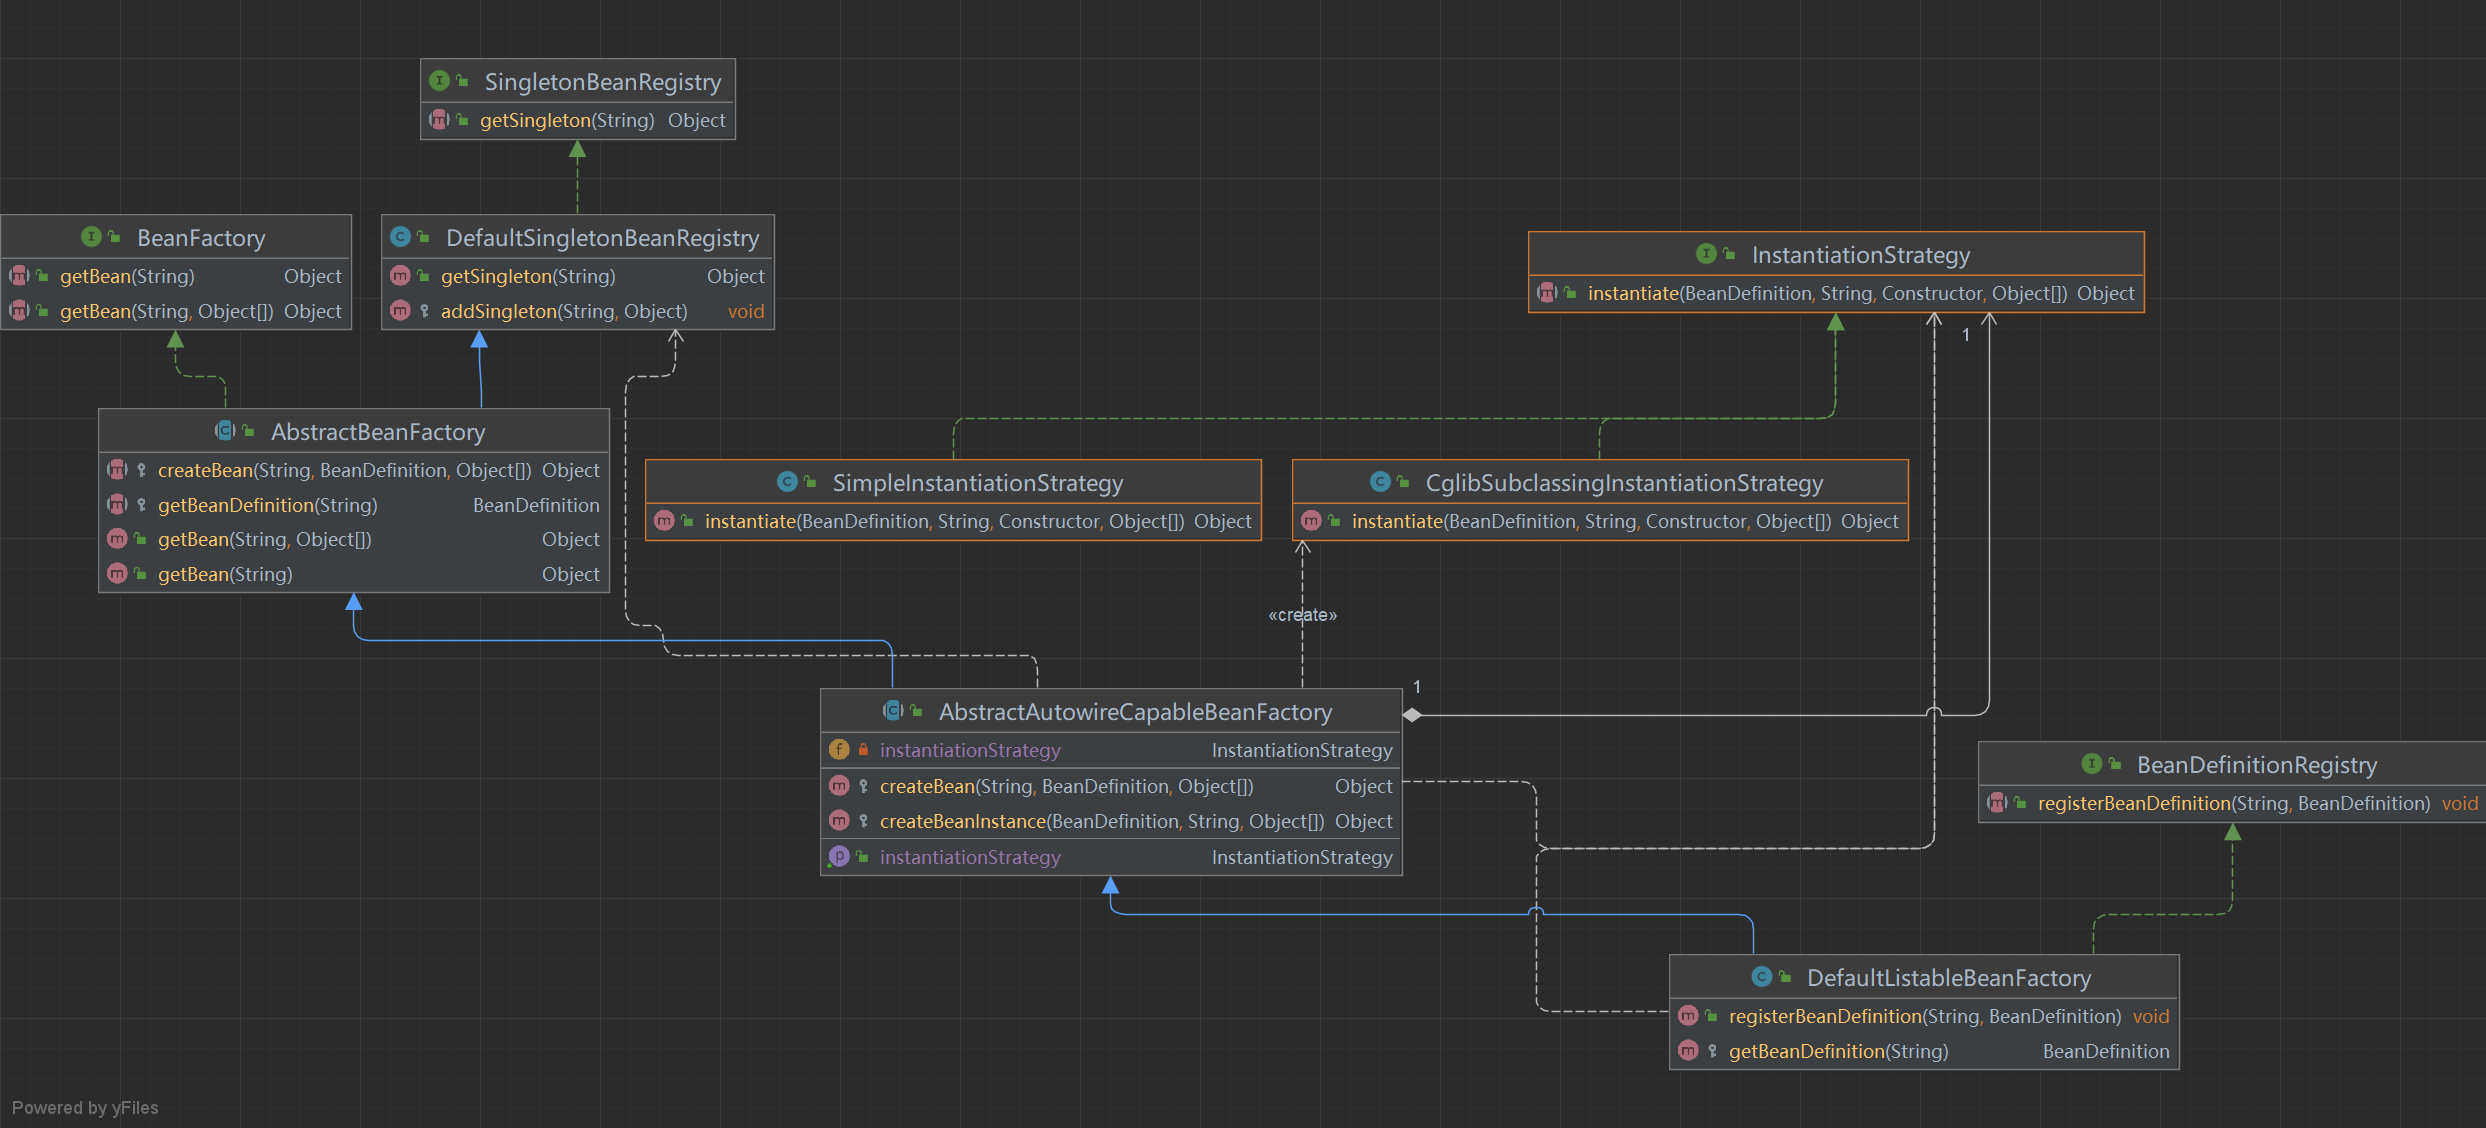 SingletonBeanRegistry
getSingleton(String) Object
BeanFactory
getBean(String) Object
getBean(String, Object[]) Object
DefaultSingletonBeanRegistry
getSingleton(String) Object
addSingleton(String, Object) void
InstantiationStrategy
instantiate(BeanDefinition, String, Constructor, Object[]) Object
1
AbstractBeanFactory
createBean(String, BeanDefinition, Object[]) Object
getBeanDefinition(String) BeanDefinition
getBean(String, Object[]) Object
getBean(String) Object
SimpleInstantiationStrategy
instantiate(BeanDefinition, String, Constructor, Object[]) Object
CglibSubclassingInstantiationStrategy
instantiate(BeanDefinition, String, Constructor, Object[]) Object
«create»
1
AbstractAutowireCapableBeanFactory
instantiationStrategy InstantiationStrategy
createBean(String, BeanDefinition, Object[]) Object
createBeanInstance(BeanDefinition, String, Object[]) Object
instantiationStrategy InstantiationStrategy
BeanDefinitionRegistry
registerBeanDefinition(String, BeanDefinition) void
DefaultListableBeanFactory
registerBeanDefinition(String, BeanDefinition) void
getBeanDefinition(String) BeanDefinition
Powered by yFiles